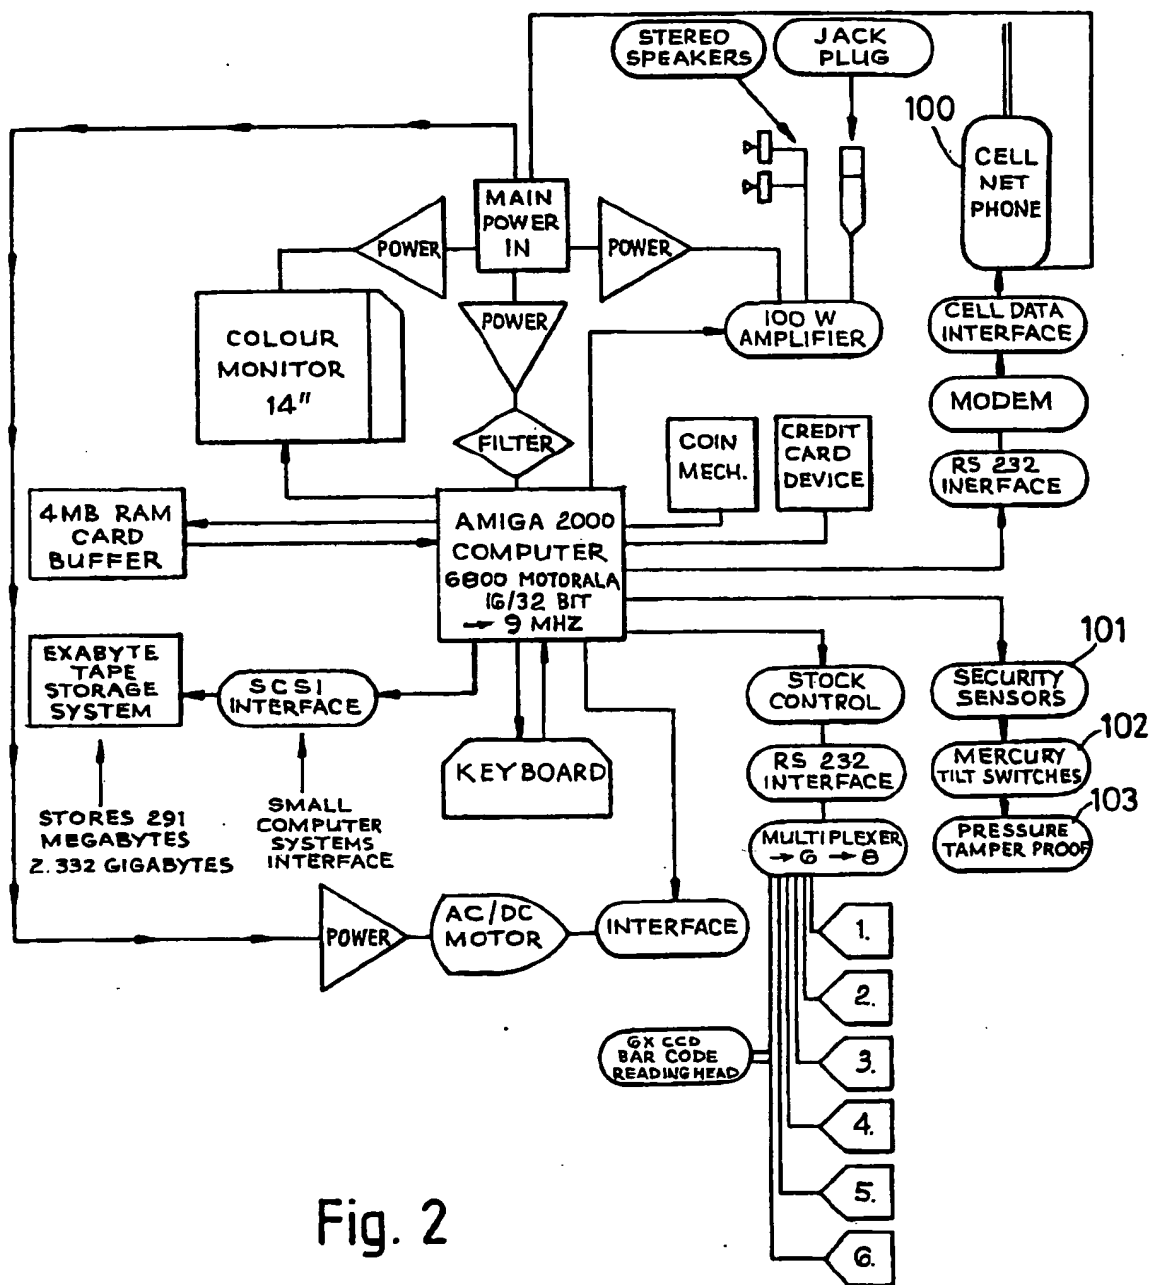 STEREO
SPEAKERS
JACK
PLUG
100
CELL
NET
PHONE
MAIN
POWER
IN
POWER
POWER
POWER
COLOUR
MONITOR
14"
100 W
AMPLIFIER
CELL DATA
INTERFACE
MODEM
FILTER
COIN
MECH.
CREDIT
CARD
DEVICE
RS 232
INERFACE
4MB RAM
CARD
BUFFER
AMIGA 2000
COMPUTER
6800 MOTORALA
16/32 BIT
→ 9 MHZ
101
EXABYTE
TAPE
STORAGE
SYSTEM
SCSI
INTERFACE
STOCK
CONTROL
SECURITY
SENSORS
102
KEYBOARD
RS 232
INTERFACE
MERCURY
TILT SWITCHES
103
STORES 291
MEGABYTES
2.332 GIGABYTES
SMALL
COMPUTER
SYSTEMS
INTERFACE
MULTIPLEXER
→ 6 → 8
PRESSURE
TAMPER PROOF
POWER
AC/DC
MOTOR
INTERFACE
1.
2.
6X CCD
BAR CODE
READING HEAD
3.
4.
5.
6.
Fig. 2